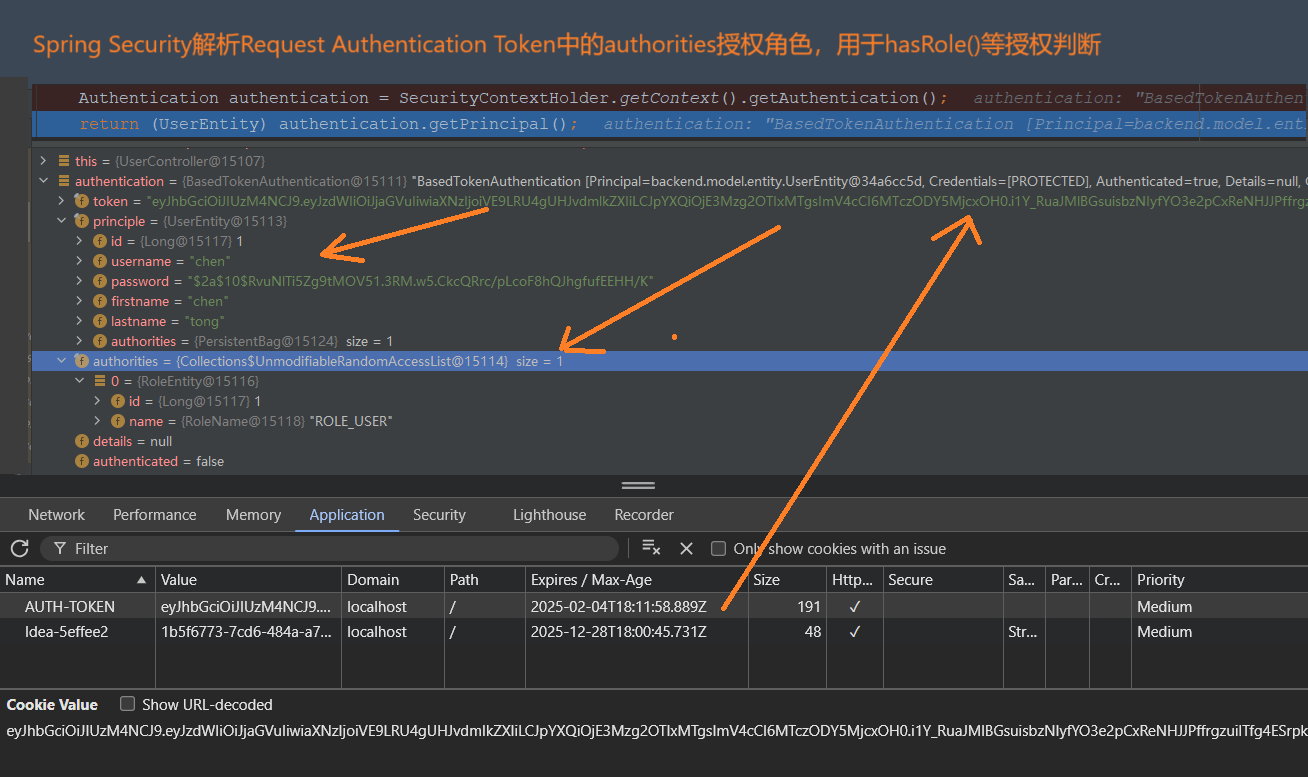 Spring Security解析Request Authentication Token中的authorities授权角色，用于hasRole()等授权判断
Authentication authentication = SecurityContextHolder.getContext().getAuthentication(); authentication: "BasedTokenAuthen
return (UserEntity) authentication.getPrincipal(); authentication: "BasedTokenAuthentication [Principal=backend.model.ent
this = {UserController@15107}
authentication = {BasedTokenAuthentication@15111} "BasedTokenAuthentication [Principal=backend.model.entity.UserEntity@34a6cc5d, Credentials=[PROTECTED], Authenticated=true, Details=null,
token =
principle = {UserEntity@15113}
id = {Long@15117} 1
username = "chen"
password = "$2a$10$RvuNlTi5Zg9tMOV51.3RM.w5.CkcQRrc/pLcoF8hQJhgfufEEHH/K"
firstname = "chen"
lastname = "tong"
authorities = {PersistentBag@15124} size = 1
authorities = {Collections$UnmodifiableRandomAccessList@15114} size = 1
0 = {RoleEntity@15116}
id = {Long@15117} 1
name = {RoleName@15118} "ROLE_USER"
details = null
authenticated = false
Network Performance Memory Application Security Lighthouse Recorder
Filter Only show cookies with an issue
Name Value Domain Path Expires / Max-Age Size Http... Secure Sa... Par... Cr... Priority
AUTH-TOKEN eyJhbGciOiJIUzM4NCJ9.... localhost / 2025-02-04T18:11:58.889Z 191 ✓ Medium
Idea-5effee2 1b5f6773-7cd6-484a-a7... localhost / 2025-12-28T18:00:45.731Z 48 ✓ Str... Medium
Cookie Value Show URL-decoded